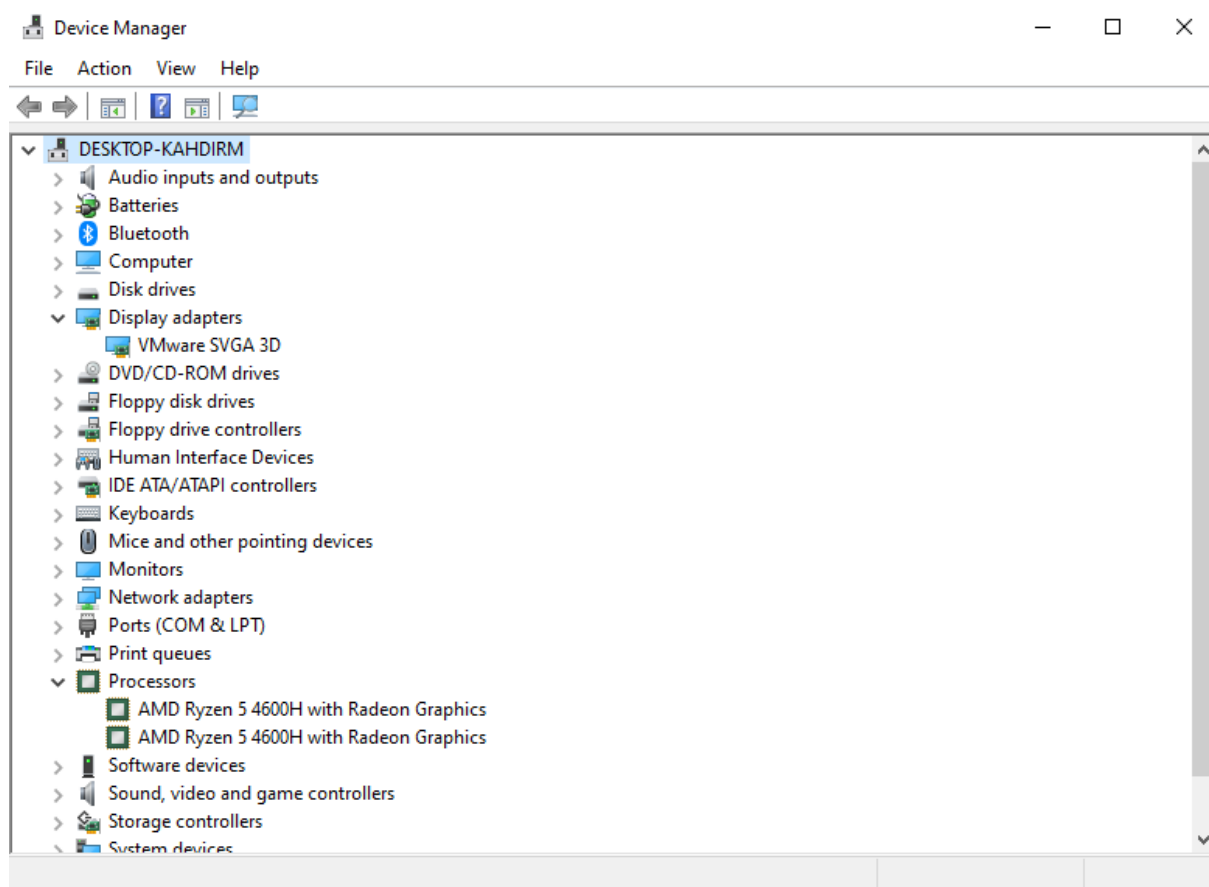 Device Manager
File Action View Help
DESKTOP-KAHDIRM
Audio inputs and outputs
Batteries
Bluetooth
Computer
Disk drives
Display adapters
VMware SVGA 3D
DVD/CD-ROM drives
Floppy disk drives
Floppy drive controllers
Human Interface Devices
IDE ATA/ATAPI controllers
Keyboards
Mice and other pointing devices
Monitors
Network adapters
Ports (COM & LPT)
Print queues
Processors
AMD Ryzen 5 4600H with Radeon Graphics
AMD Ryzen 5 4600H with Radeon Graphics
Software devices
Sound, video and game controllers
Storage controllers
System devices